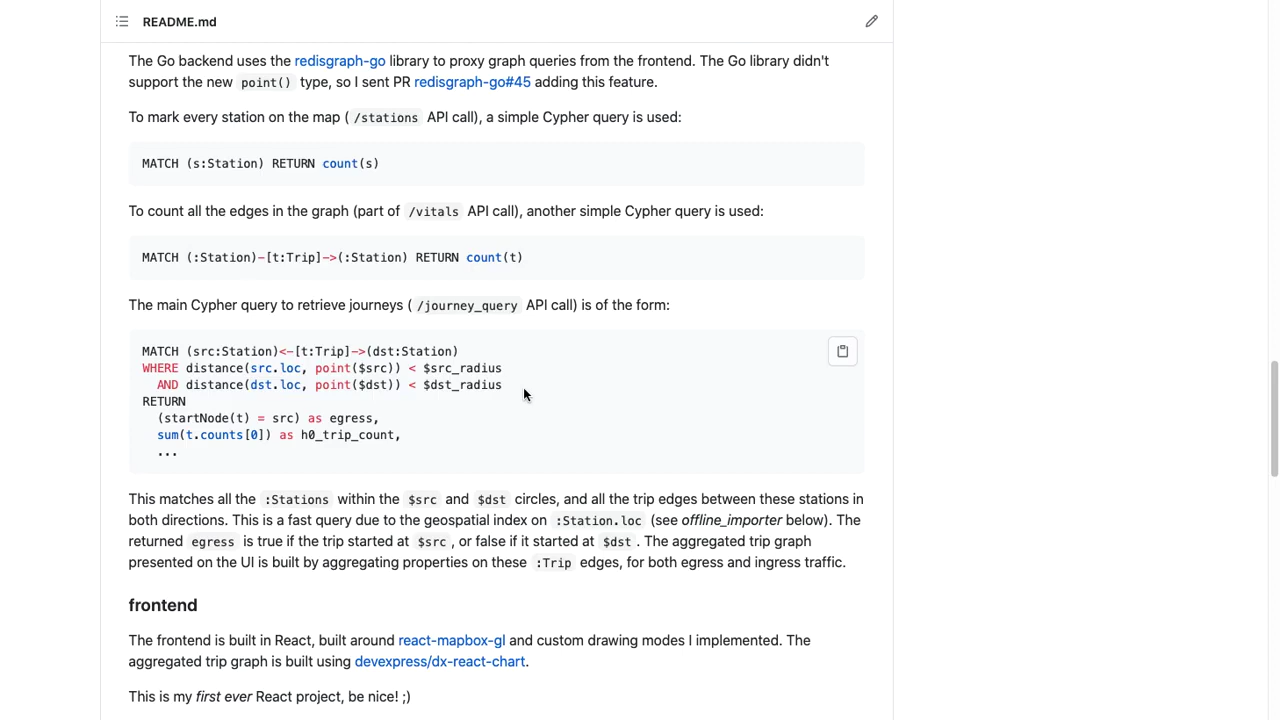 README.md
The Go backend uses the redisgraph-go library to proxy graph queries from the frontend. The Go library didn't
support the new point() type, so I sent PR redisgraph-go#45 adding this feature.
To mark every station on the map ( /stations API call), a simple Cypher query is used:
MATCH (s:Station) RETURN count(s)
To count all the edges in the graph (part of /vitals API call), another simple Cypher query is used:
MATCH (:Station)-[t:Trip]->(:Station) RETURN count(t)
The main Cypher query to retrieve journeys ( /journey_query API call) is of the form:
MATCH (src:Station)<-[t:Trip]->(dst:Station)
WHERE distance(src.loc, point($src)) < $src_radius
  AND distance(dst.loc, point($dst)) < $dst_radius
RETURN
  (startNode(t) = src) as egress,
  sum(t.counts[0]) as h0_trip_count,
  ...
This matches all the :Stations within the $src and $dst circles, and all the trip edges between these stations in
both directions. This is a fast query due to the geospatial index on :Station.loc (see offline_importer below). The
returned egress is true if the trip started at $src, or false if it started at $dst. The aggregated trip graph
presented on the UI is built by aggregating properties on these :Trip edges, for both egress and ingress traffic.
frontend
The frontend is built in React, built around react-mapbox-gl and custom drawing modes I implemented. The
aggregated trip graph is built using devexpress/dx-react-chart.
This is my first ever React project, be nice! ;)